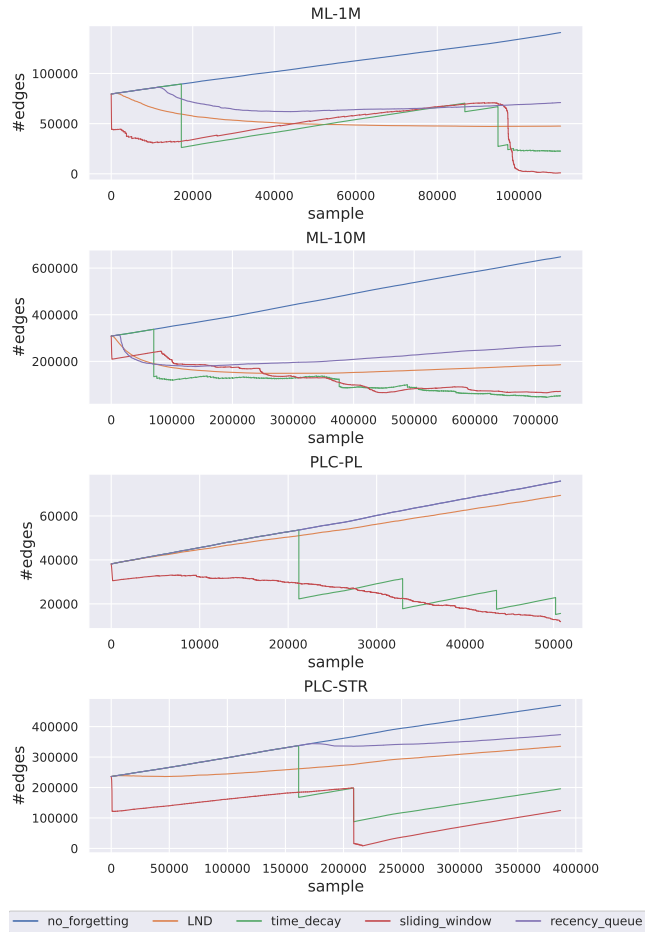 ML-1M
100000
50000
0
#edges
0 20000 40000 60000 80000 100000
sample
ML-10M
600000
400000
200000
#edges
0 100000 200000 300000 400000 500000 600000 700000
sample
PLC-PL
60000
40000
20000
#edges
0 10000 20000 30000 40000 50000
sample
PLC-STR
400000
300000
200000
100000
0
#edges
0 50000 100000 150000 200000 250000 300000 350000 400000
sample
no_forgetting LND time_decay sliding_window recency_queue